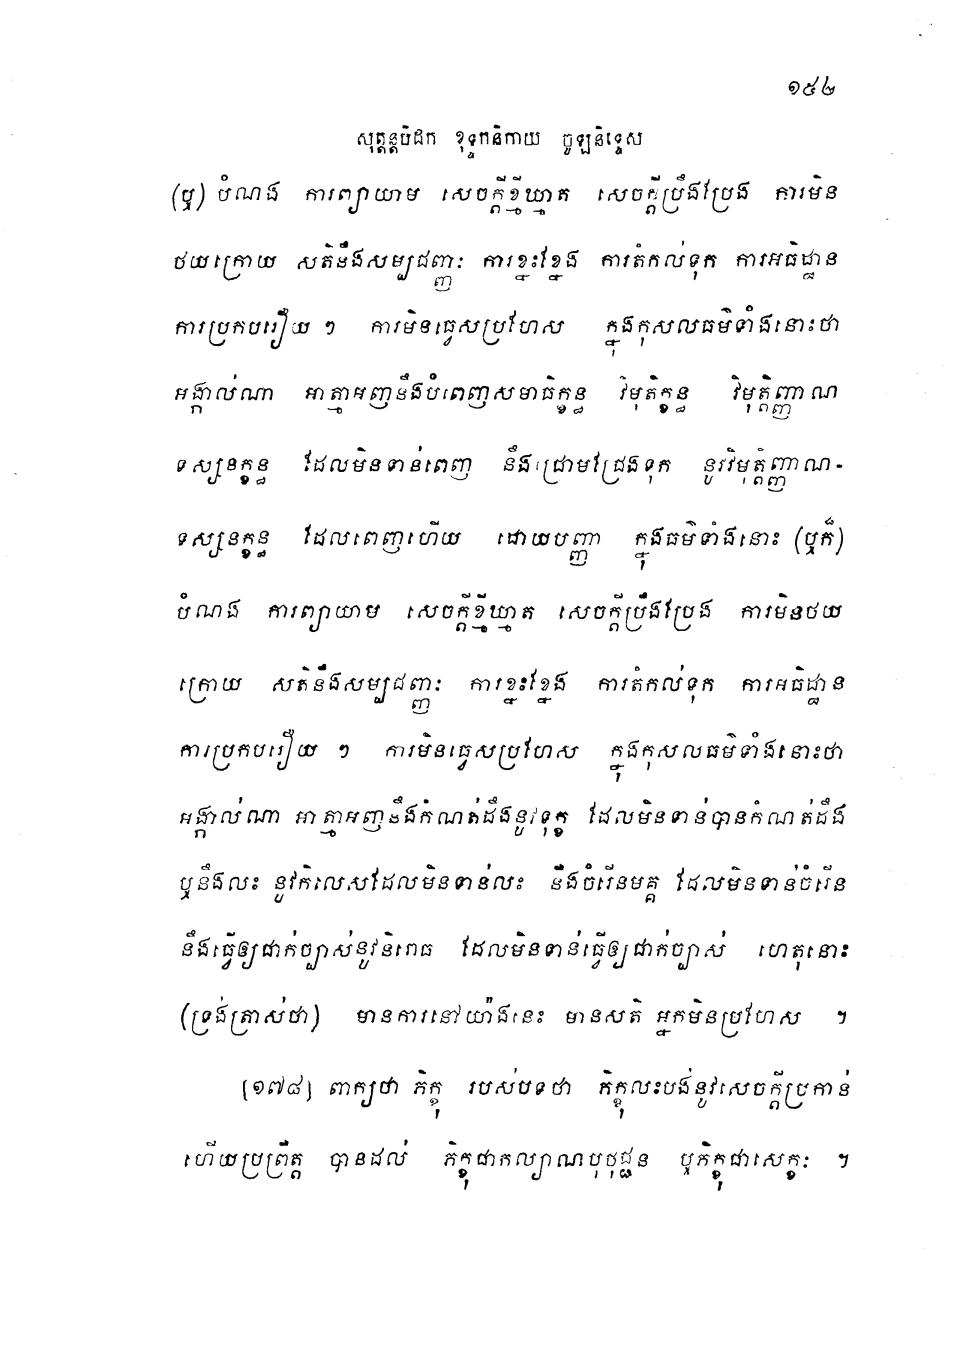 ១៥២
សុត្តន្តបិដក ខុទ្ទកនិកាយ ចូឡនិទ្ទេស
(ឬ) បំណង ការព្យាយាម សេចក្តីខ្មីឃ្មាត សេចក្តីប្រឹងប្រែង ការមិន
ថយក្រោយ សតិនឹងសម្បជញ្ញៈ ការខ្នះខ្នែង ការតំកល់ទុក ការអធិដ្ឋាន
ការប្រកបរឿយ ៗ ការមិនធ្វេសប្រហែស ក្នុងកុសលធម៌ទាំងនោះថា
អង្កាល់ណា អាត្មាអញនឹងបំពេញសមាធិក្ខន្ធ វិមុត្តិក្ខន្ធ វិមុត្តិញ្ញាណ
ទស្សនក្ខន្ធ ដែលមិនទាន់ពេញ នឹងជ្រោមជ្រែងទុក នូវវិមុត្តិញ្ញាណ-
ទស្សនក្ខន្ធ ដែលពេញហើយ ដោយបញ្ញា ក្នុងធម៌ទាំងនោះ (ឬក៏)
បំណង ការព្យាយាម សេចក្តីខ្មីឃ្មាត សេចក្តីប្រឹងប្រែង ការមិនថយ
ក្រោយ សតិនឹងសម្បជញ្ញៈ ការខ្នះខ្នែង ការតំកល់ទុក ការអធិដ្ឋាន
ការប្រកបរឿយ ៗ ការមិនធ្វេសប្រហែស ក្នុងកុសលធម៌ទាំងនោះថា
អង្កាល់ណា អាត្មាអញនឹងកំណត់ដឹងនូវទុក្ខ ដែលមិនទាន់បានកំណត់ដឹង
ឬនឹងលះ នូវកិលេសដែលមិនទាន់លះ នឹងចំរើនមគ្គ ដែលមិនទាន់ចំរើន
នឹងធ្វើឲ្យជាក់ច្បាស់នូវនិរោធ ដែលមិនទាន់ធ្វើឲ្យជាក់ច្បាស់ ហេតុនោះ
(ទ្រង់ត្រាស់ថា) មានការនៅយ៉ាងនេះ មានសតិ អ្នកមិនប្រហែស ។
[១៧៨] ពាក្យថា ភិក្ខុ របស់បទថា ភិក្ខុលះបង់នូវសេចក្តីប្រកាន់
ហើយប្រព្រឹត្ត បានដល់ ភិក្ខុជាកល្យាណបុថុជ្ជន ឬភិក្ខុជាសេក្ខៈ ។